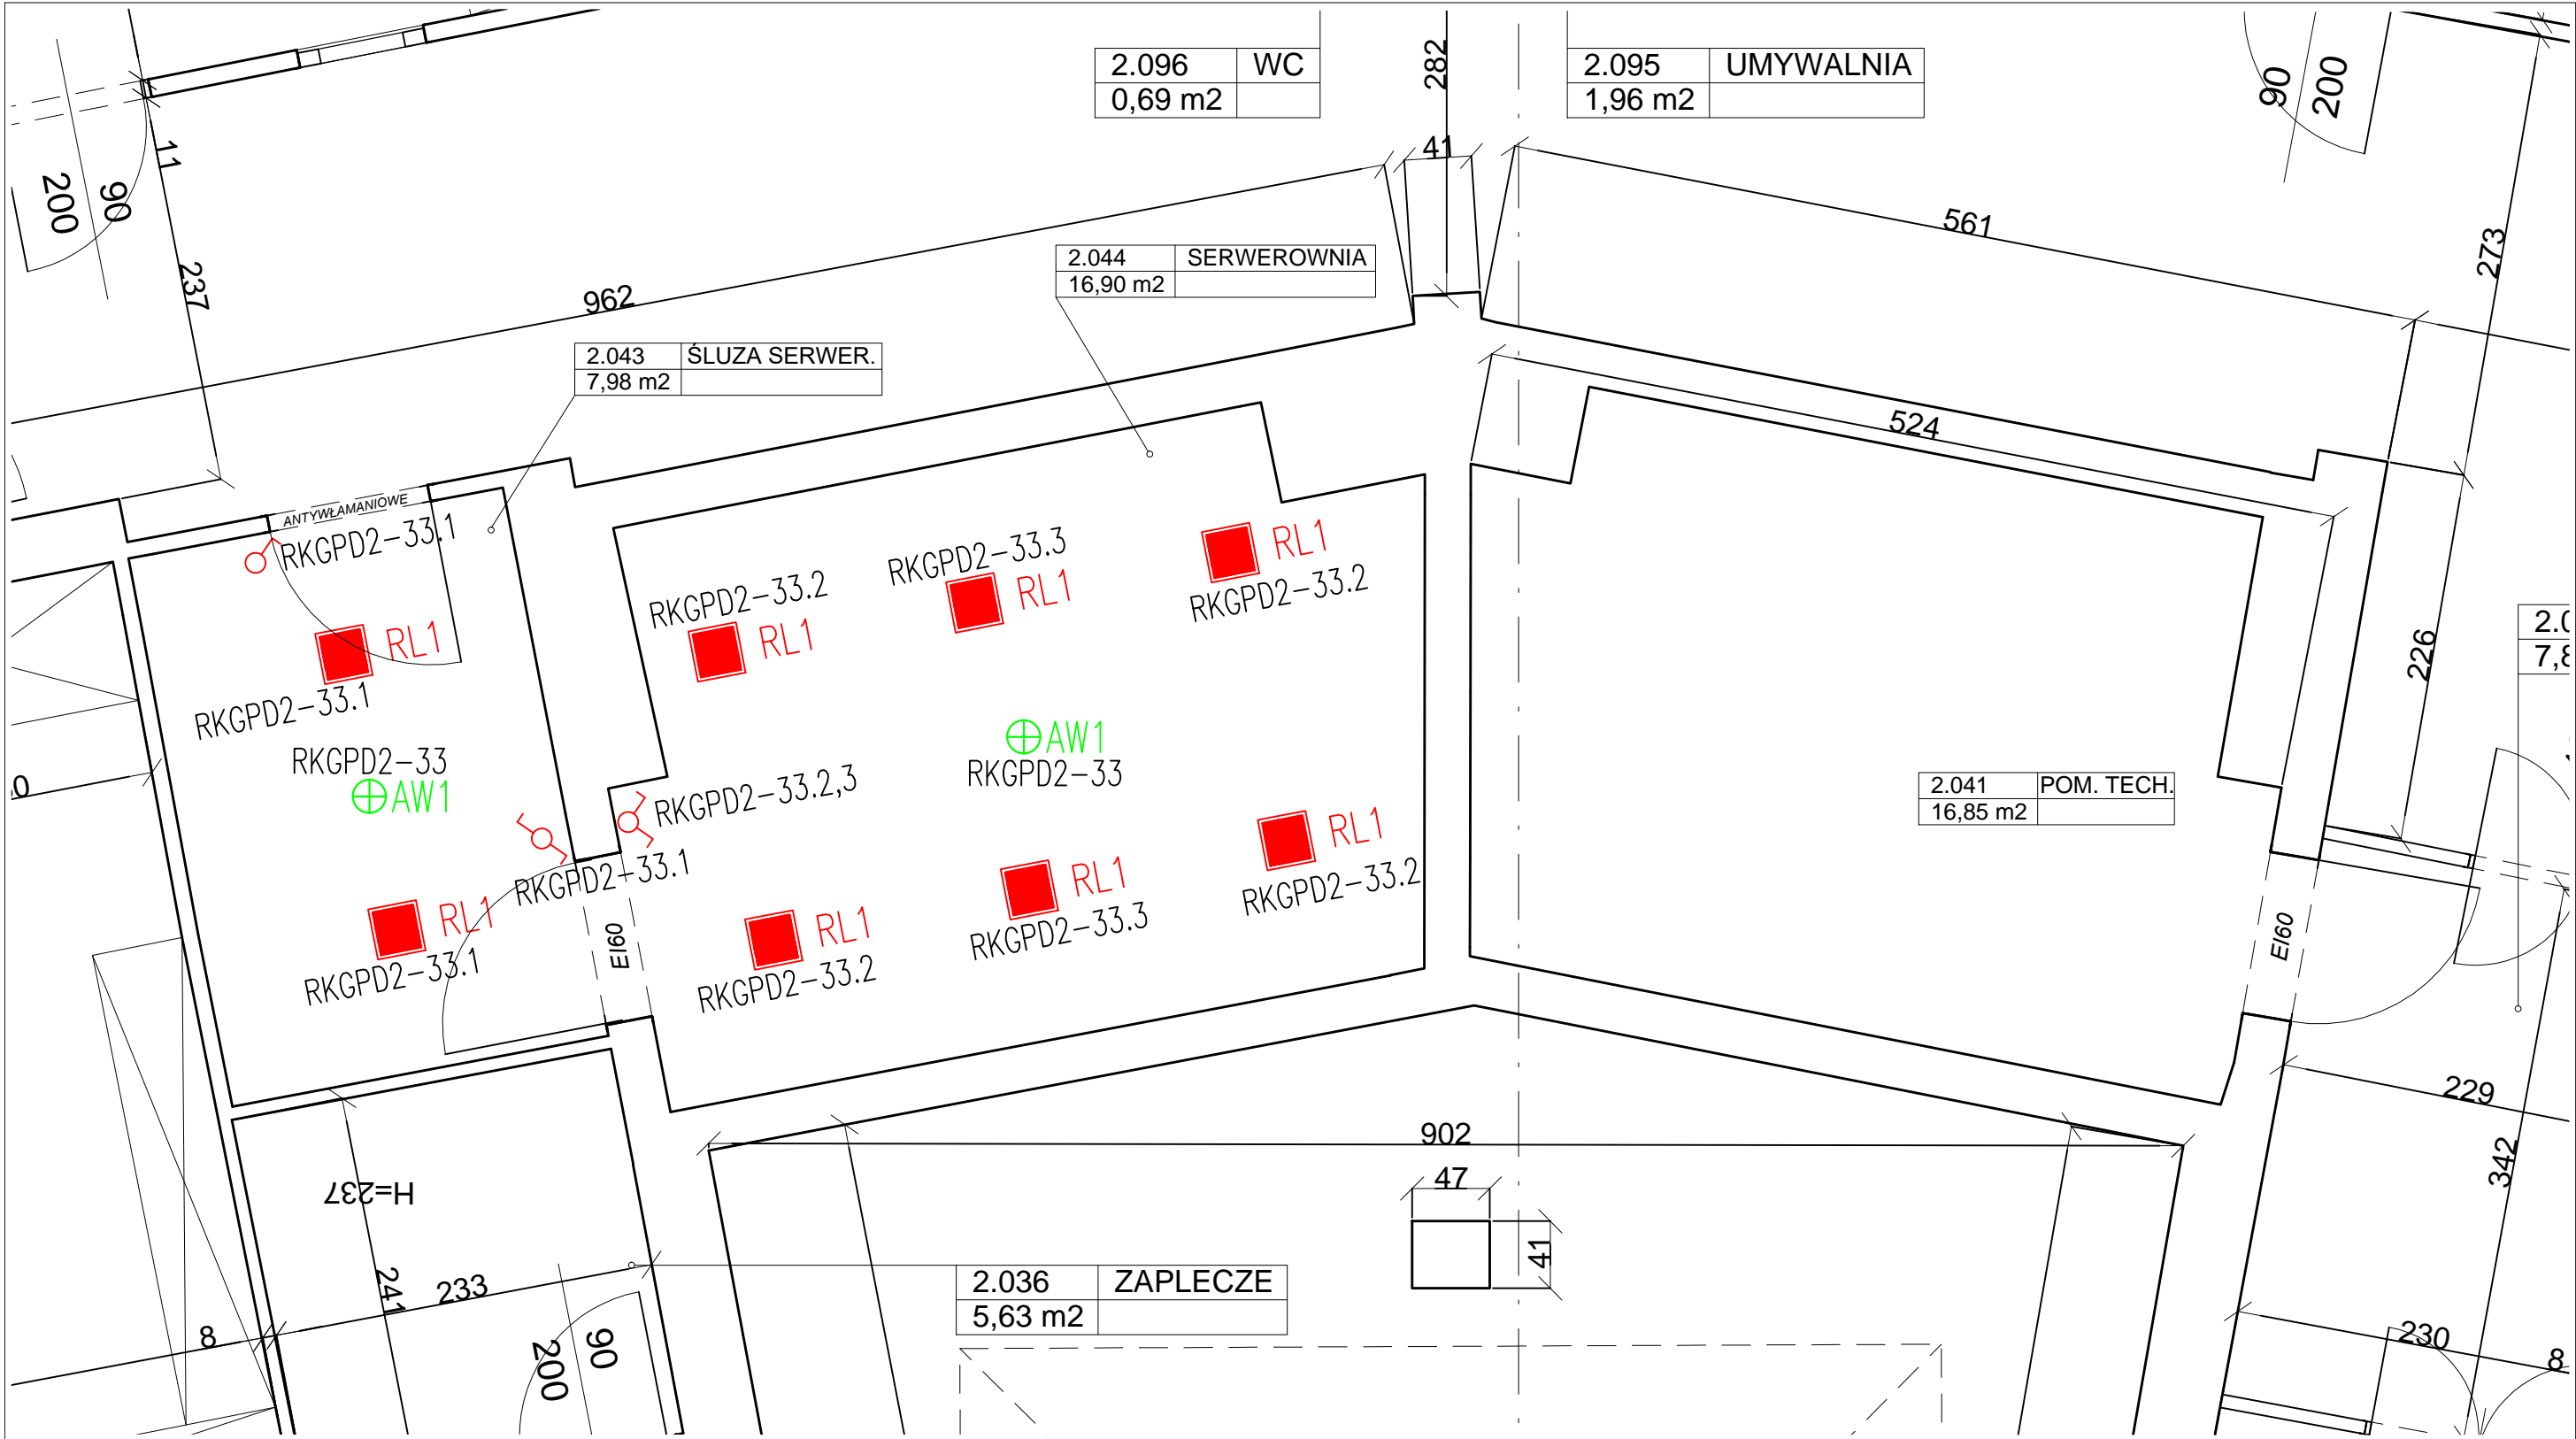 2.096 WC
0,69 m2
282
2.095 UMYWALNIA
1,96 m2
90
200
11
200
90
41
561
273
237
962
2.044 SERWEROWNIA
16,90 m2
2.043 ŚLUZA SERWER.
7,98 m2
524
ANTYWŁAMANIOWE
RKGPD2-33.1
RKGPD2-33.3
RL1
RL1
RKGPD2-33.2
RKGPD2-33.2
RL1
RL1
RKGPD2-33.1
226
AW1
RKGPD2-33
RKGPD2-33
AW1
RKGPD2-33.2,3
2.041 POM. TECH.
16,85 m2
RL1
RKGPD2-33.1
RL1
RKGPD2-33.2
RL1
RL1
RKGPD2-33.3
RKGPD2-33.1
RKGPD2-33.2
EI60
EI60
229
902
342
47
H=237
41
241
233
2.036 ZAPLECZE
5,63 m2
8
90
200
230
8